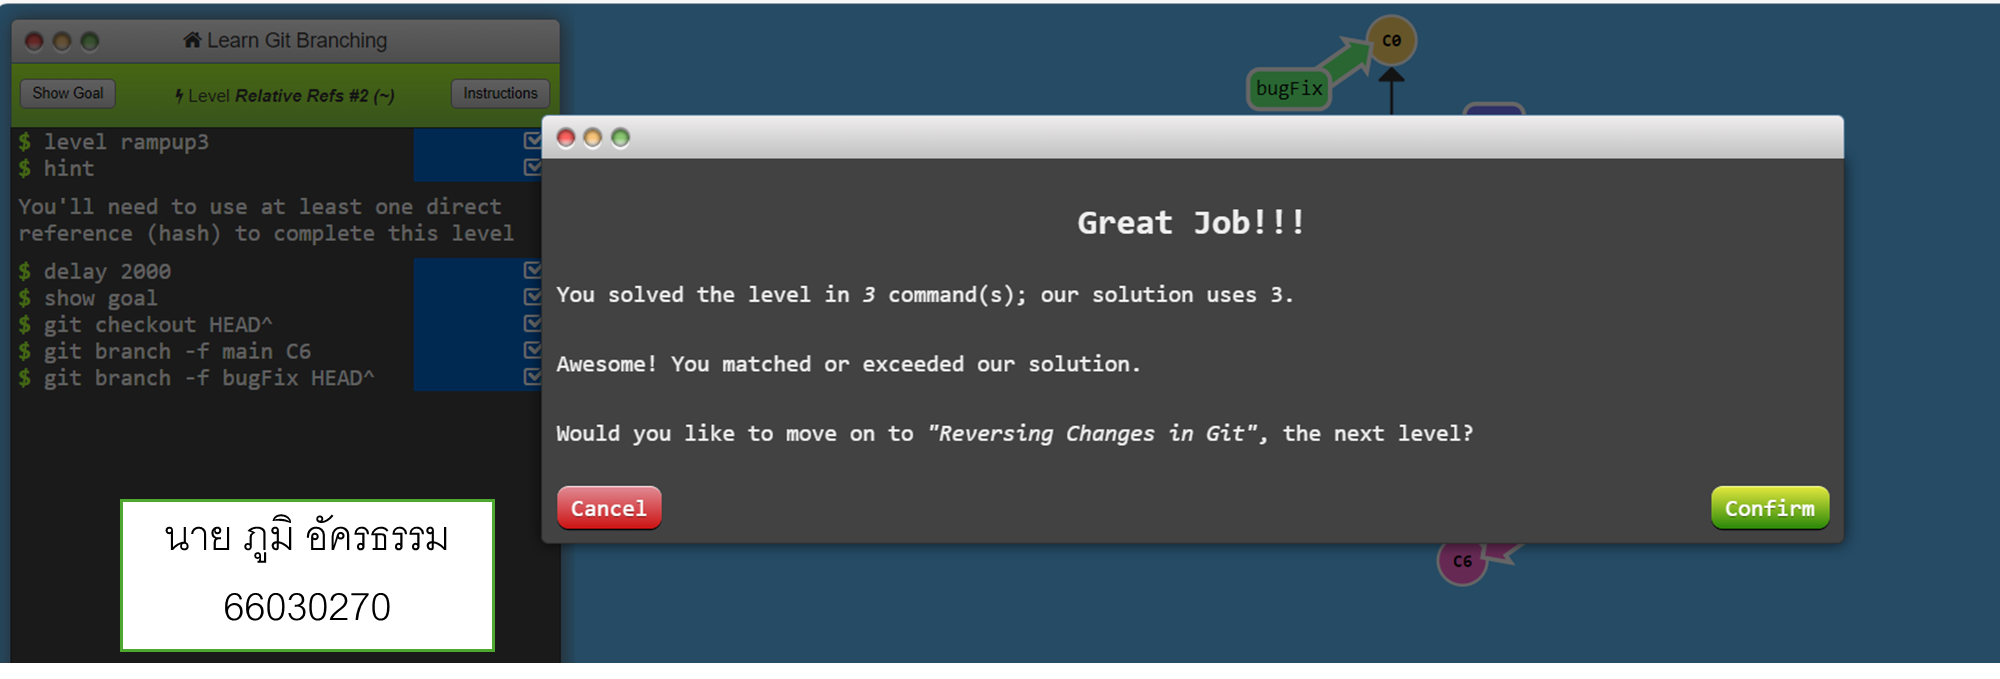 Learn Git Branching
Show Goal
Level Relative Refs #2 (~)
Instructions
$ level rampup3
$ hint
You'll need to use at least one direct
reference (hash) to complete this level
$ delay 2000
$ show goal
$ git checkout HEAD^
$ git branch -f main C6
$ git branch -f bugFix HEAD^
นาย ภูมิ อัครธรรม
66030270
C0
bugFix
Great Job!!!
You solved the level in 3 command(s); our solution uses 3.
Awesome! You matched or exceeded our solution.
Would you like to move on to "Reversing Changes in Git", the next level?
Cancel
Confirm
C6